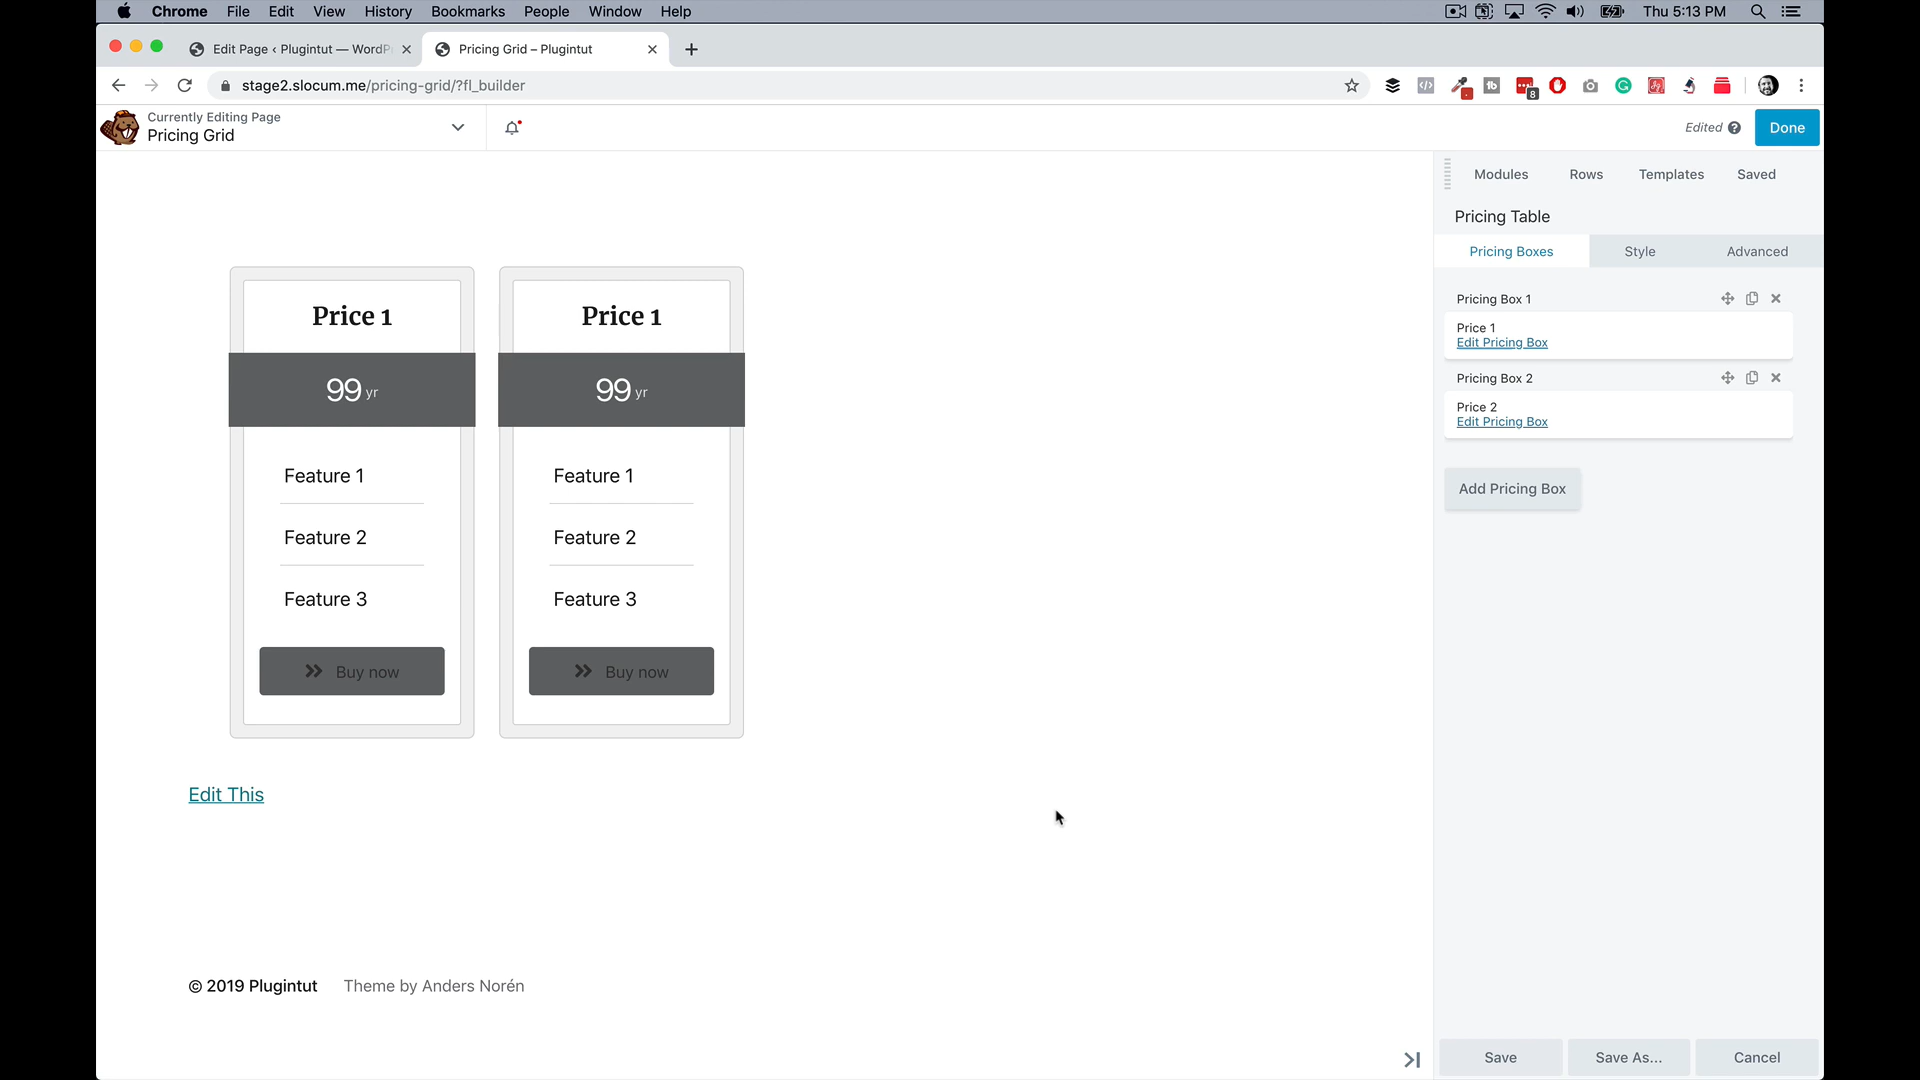 Chrome File Edit View History Bookmarks People Window Help Thu 5:13 PM
Edit Page ‹ Plugintut — WordP Pricing Grid – Plugintut
stage2.slocum.me/pricing-grid/?fl_builder
8
Currently Editing Page
Pricing Grid
Edited ? Done
Modules Rows Templates Saved
Pricing Table
Pricing Boxes Style Advanced
Pricing Box 1
Price 1
Edit Pricing Box
Pricing Box 2
Price 2
Edit Pricing Box
Add Pricing Box
Price 1 Price 1
99 yr 99 yr
Feature 1 Feature 1
Feature 2 Feature 2
Feature 3 Feature 3
Buy now Buy now
Edit This
© 2019 Plugintut Theme by Anders Norén
Save Save As... Cancel